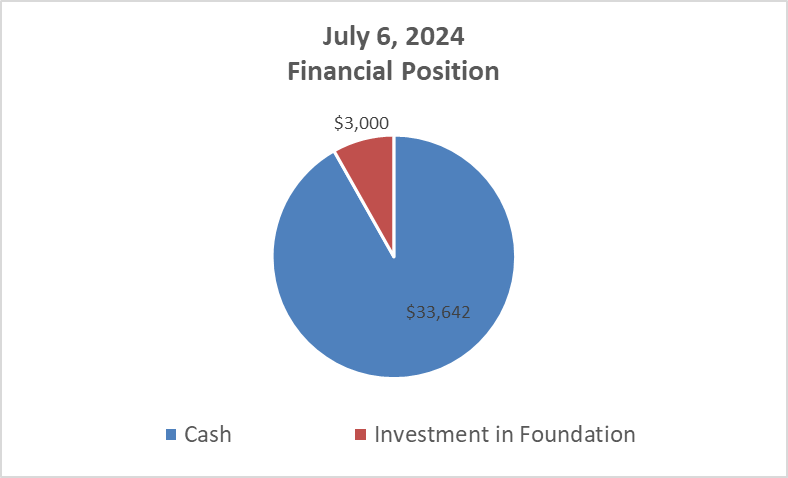 July 6, 2024
Financial Position
$3,000
$33,642
Cash
Investment in Foundation